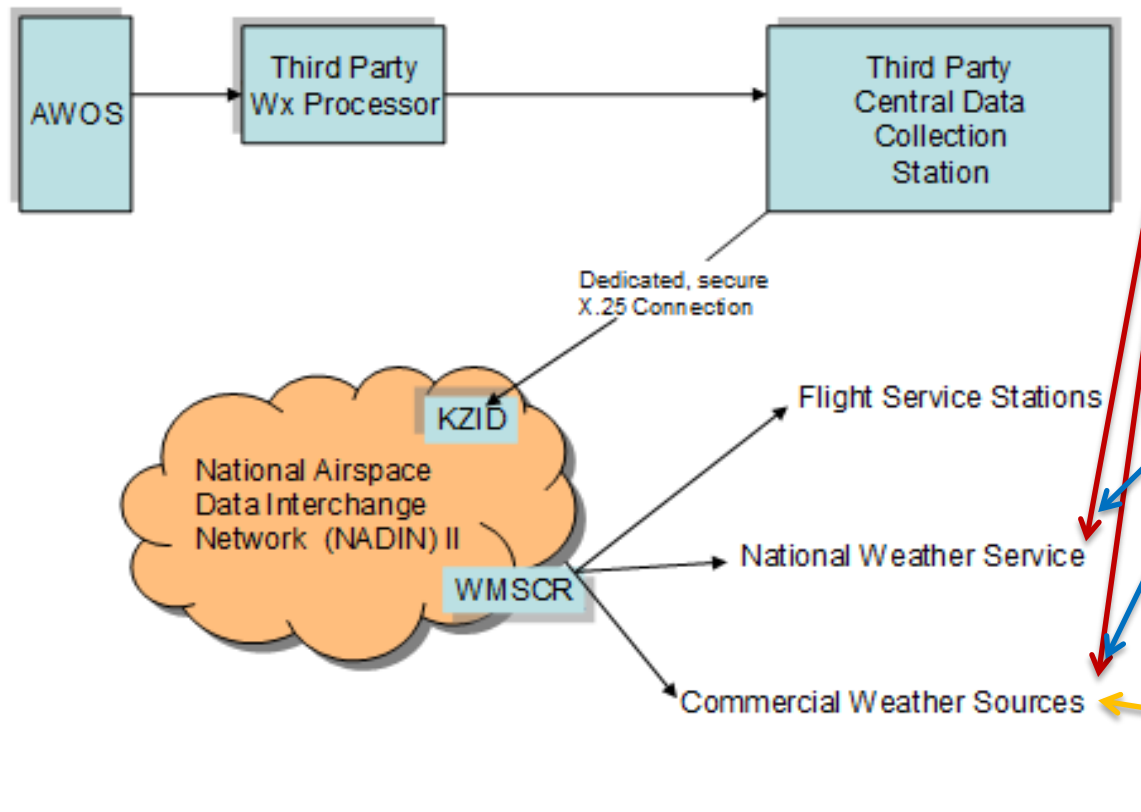 AWOS
Third Party
Wx Processor
Third Party
Central Data
Collection
Station
Dedicated, secure
X.25 Connection
KZID
National Airspace
Data Interchange
Network (NADIN) II
WMSCR
Flight Service Stations
National Weather Service
Commercial Weather Sources